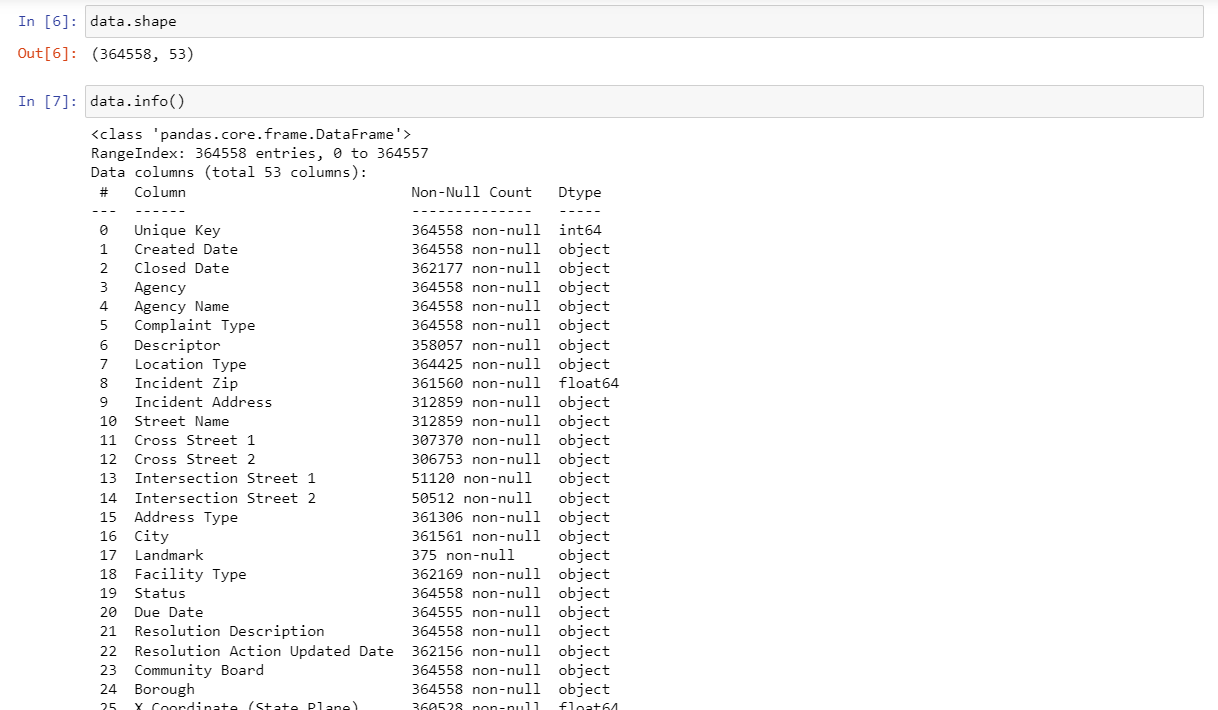 In [6]: data.shape
Out[6]: (364558, 53)
In [7]: data.info()
<class 'pandas.core.frame.DataFrame'>
RangeIndex: 364558 entries, 0 to 364557
Data columns (total 53 columns):
 #   Column                          Non-Null Count   Dtype
---  ------                          --------------   -----
 0   Unique Key                      364558 non-null  int64
 1   Created Date                    364558 non-null  object
 2   Closed Date                     362177 non-null  object
 3   Agency                          364558 non-null  object
 4   Agency Name                     364558 non-null  object
 5   Complaint Type                  364558 non-null  object
 6   Descriptor                      358057 non-null  object
 7   Location Type                   364425 non-null  object
 8   Incident Zip                    361560 non-null  float64
 9   Incident Address                312859 non-null  object
 10  Street Name                     312859 non-null  object
 11  Cross Street 1                  307370 non-null  object
 12  Cross Street 2                  306753 non-null  object
 13  Intersection Street 1           51120 non-null   object
 14  Intersection Street 2           50512 non-null   object
 15  Address Type                    361306 non-null  object
 16  City                            361561 non-null  object
 17  Landmark                        375 non-null     object
 18  Facility Type                   362169 non-null  object
 19  Status                          364558 non-null  object
 20  Due Date                        364555 non-null  object
 21  Resolution Description          364558 non-null  object
 22  Resolution Action Updated Date  362156 non-null  object
 23  Community Board                 364558 non-null  object
 24  Borough                         364558 non-null  object
 25  X Coordinate (State Plane)      360528 non-null  float64